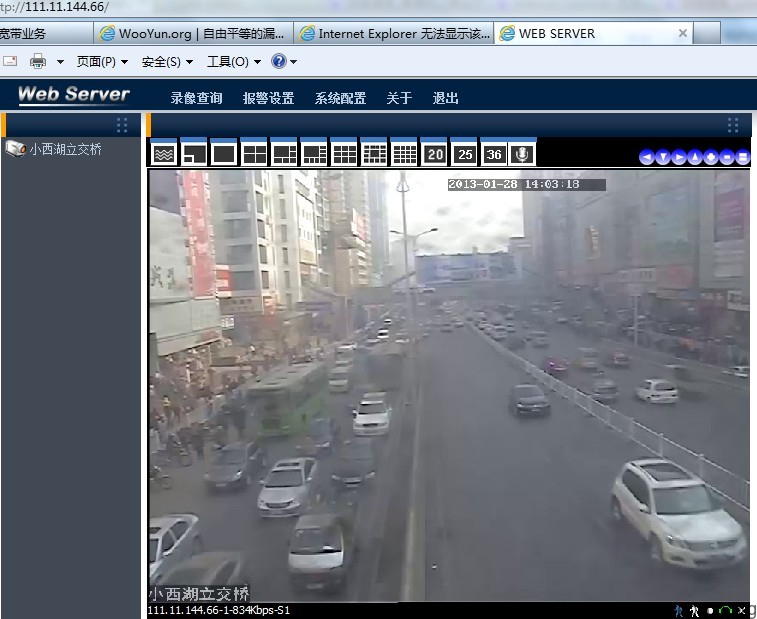 tp://111.11.144.66/
宽带业务
WooYun.org | 自由平等的漏...
Internet Explorer 无法显示该...
WEB SERVER
页面(P)
安全(S)
工具(O)
Web Server
录像查询
报警设置
系统配置
关于
退出
小西湖立交桥
20
25
36
2013-01-28 14:03:18
小西湖立交桥
111.11.144.66-1-834Kbps-S1